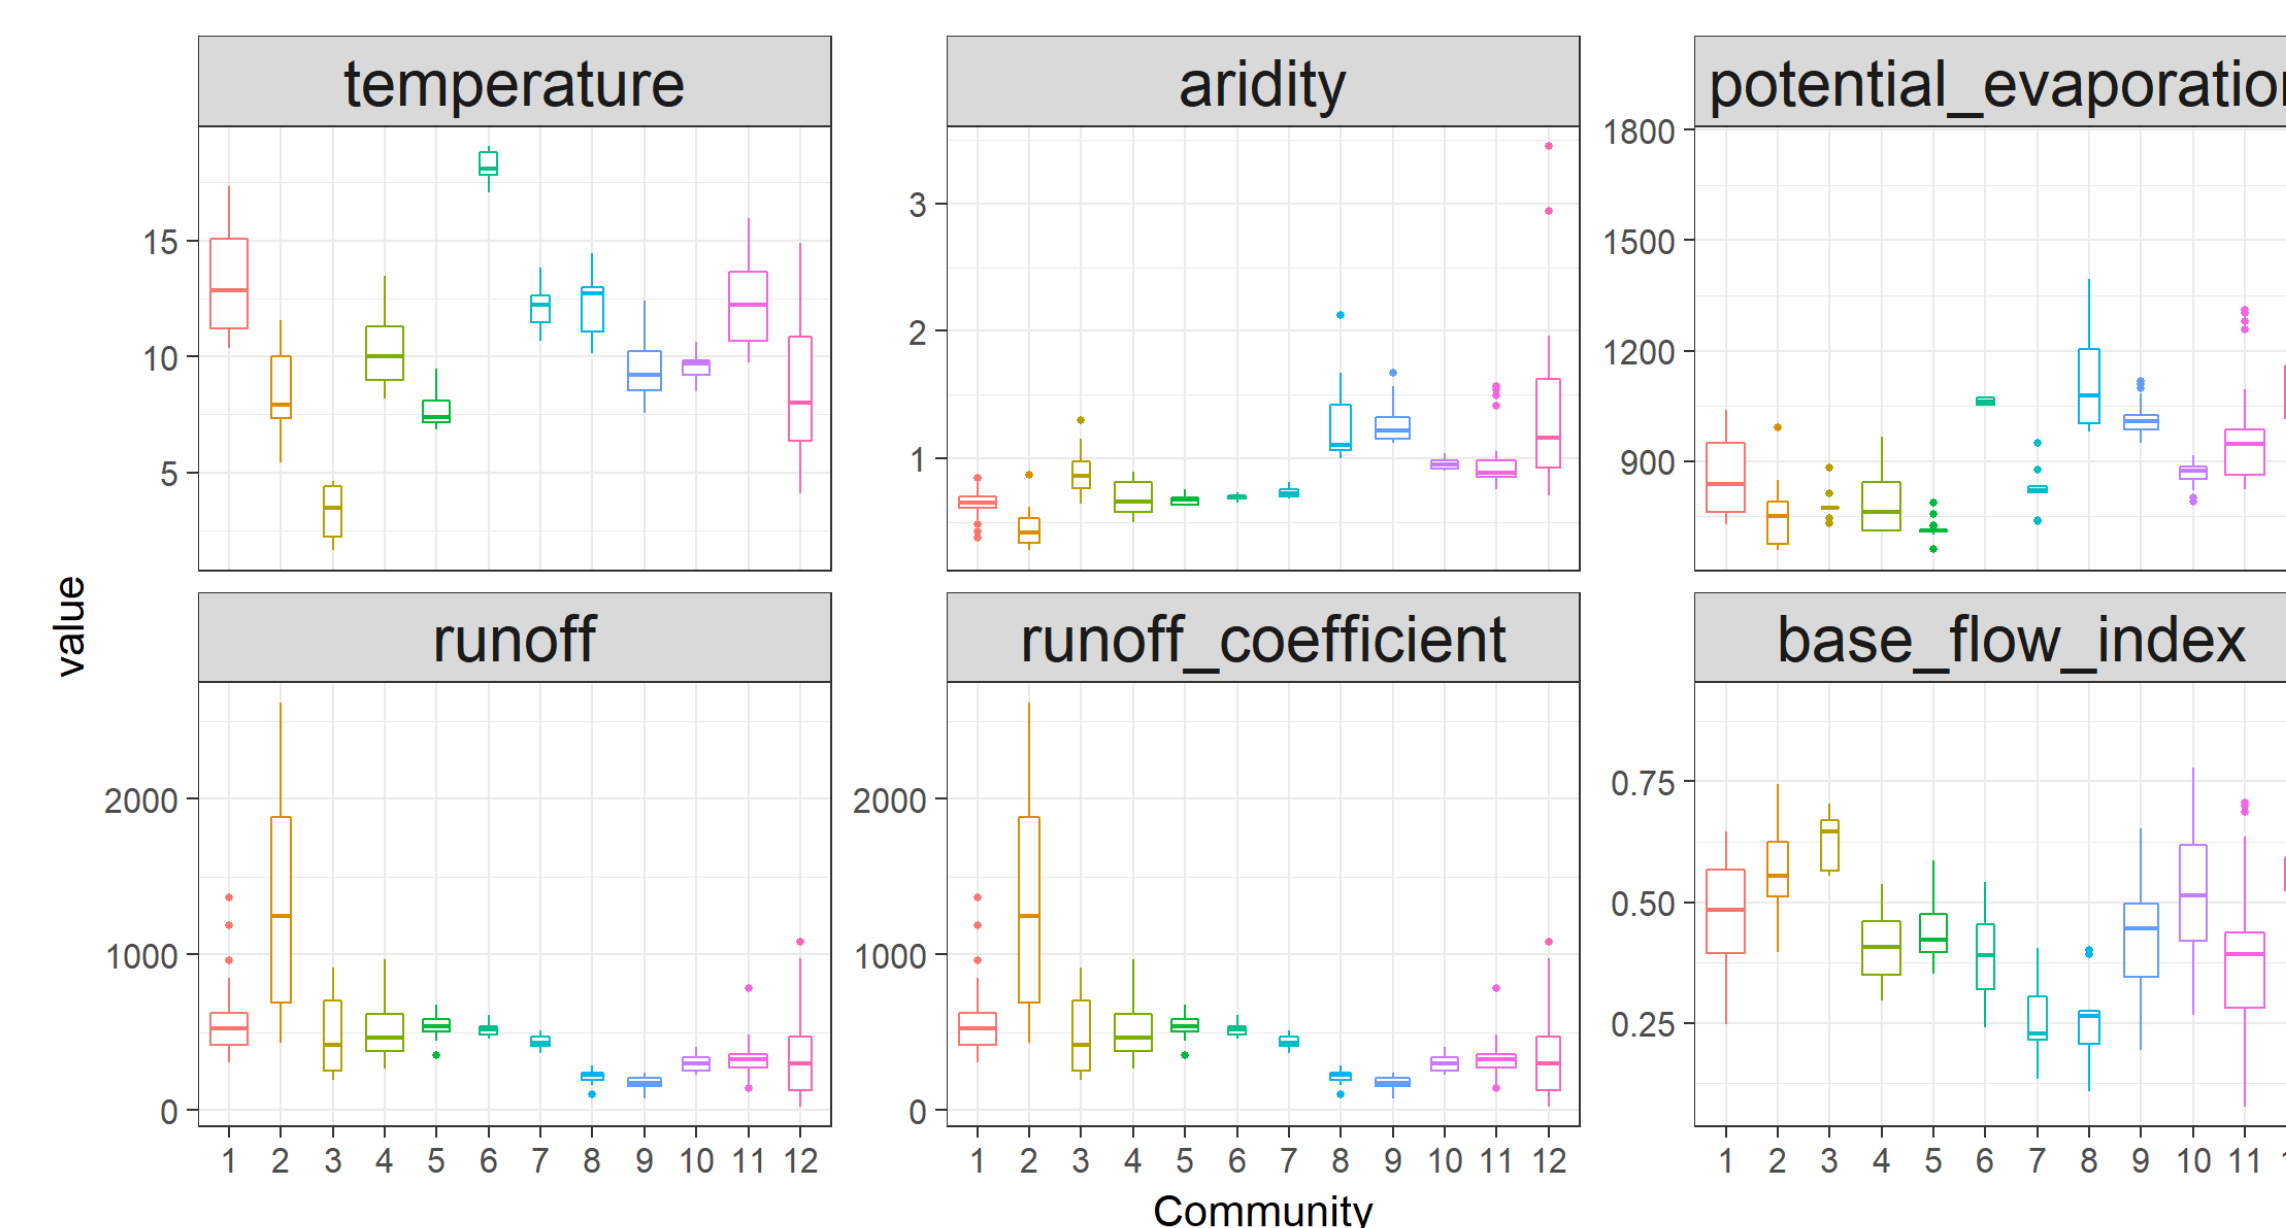 temperature aridity potential_evaporation
1800
15 3 1500
10 2 1200
5 1 900
value
runoff runoff_coefficient base_flow_index
2000 2000 0.75
1000 1000 0.50
0 0 0.25
1 2 3 4 5 6 7 8 9 10 11 12 1 2 3 4 5 6 7 8 9 10 11 12 1 2 3 4 5 6 7 8 9 10 11
Community